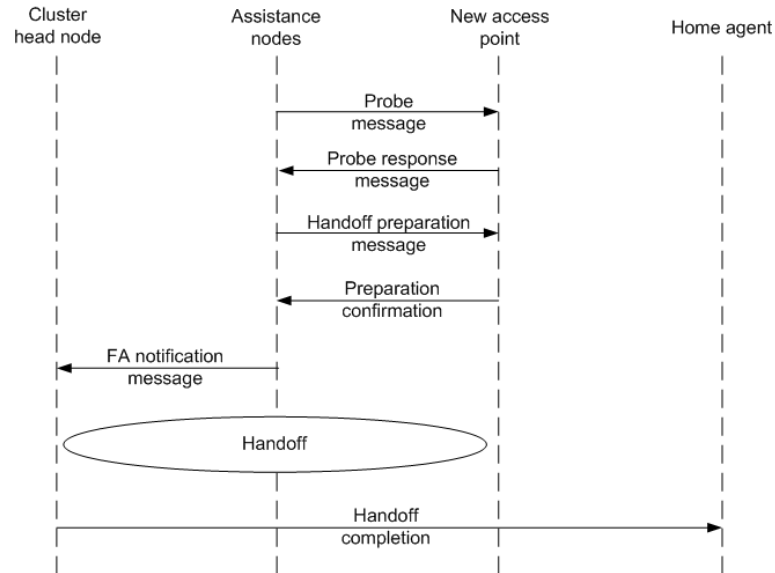 Cluster
head node
Assistance
nodes
New access
point
Home agent
Probe
message
Probe response
message
Handoff preparation
message
Preparation
confirmation
FA notification
message
Handoff
Handoff
completion